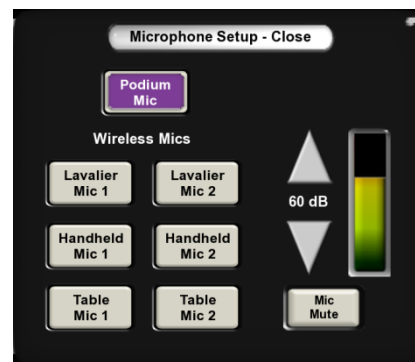 Microphone Setup - Close
Podium
Mic
Wireless Mics
Lavalier
Mic 1
Lavalier
Mic 2
60 dB
Handheld
Mic 1
Handheld
Mic 2
Table
Mic 1
Table
Mic 2
Mic
Mute